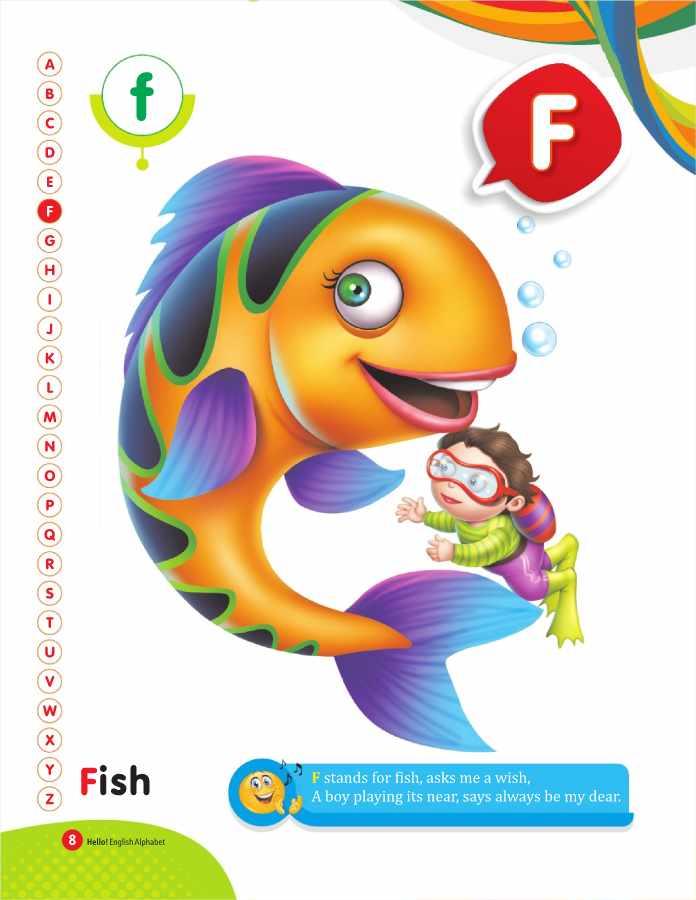 f
F
A
B
C
D
E
F
G
H
I
J
K
L
M
N
O
P
Q
R
S
T
U
V
W
X
Y
Z
Fish
F stands for fish, asks me a wish,
A boy playing its near, says always be my dear.
8 Hello! English Alphabet